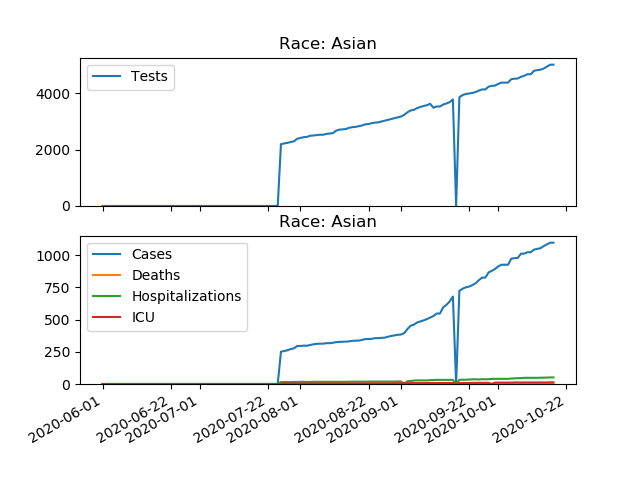 Race: Asian
Tests
4000
2000
0
Race: Asian
Cases
Deaths
Hospitalizations
ICU
1000
750
500
250
0
2020-06-01
2020-06-22
2020-07-01
2020-07-22
2020-08-01
2020-08-22
2020-09-01
2020-09-22
2020-10-01
2020-10-22